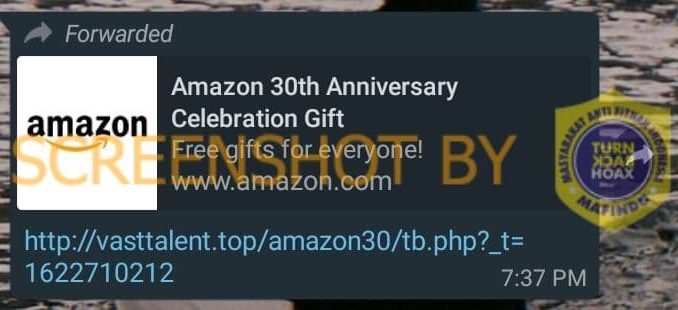 Forwarded
Amazon 30th Anniversary
Celebration Gift
amazon
Free gifts for everyone!
www.amazon.com
SCREENSHOT BY
MASYARAKAT ANTI FITNAH INDONESIA
TURN
BACK
HOAX
MAFINDO
http://vasttalent.top/amazon30/tb.php?_t=
1622710212
7:37 PM